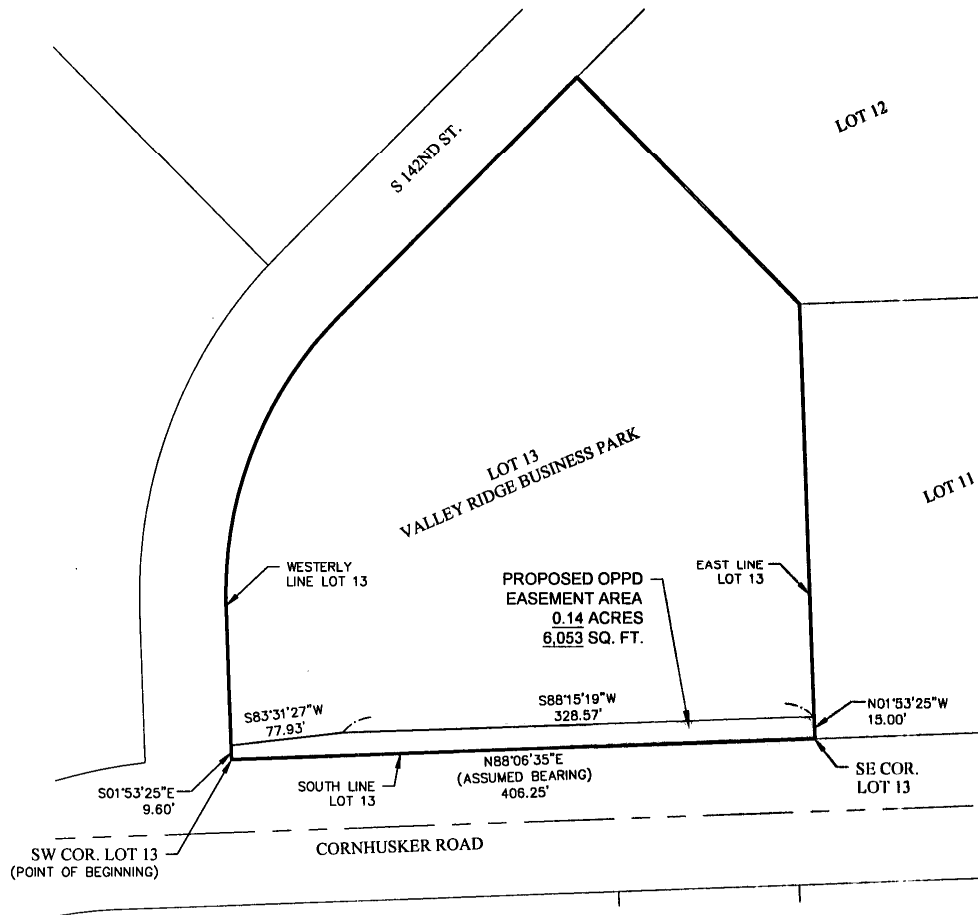 S 142ND ST.
LOT 12
LOT 13
VALLEY RIDGE BUSINESS PARK
LOT 11
WESTERLY
LINE LOT 13
PROPOSED OPPD
EASEMENT AREA
0.14 ACRES
6,053 SQ. FT.
EAST LINE
LOT 13
S83°31'27"W
77.93'
S88°15'19"W
328.57'
N01°53'25"W
15.00'
S01°53'25"E
9.60'
SOUTH LINE
LOT 13
N88°06'35"E
(ASSUMED BEARING)
406.25'
SE COR.
LOT 13
SW COR. LOT 13
(POINT OF BEGINNING)
CORNHUSKER ROAD